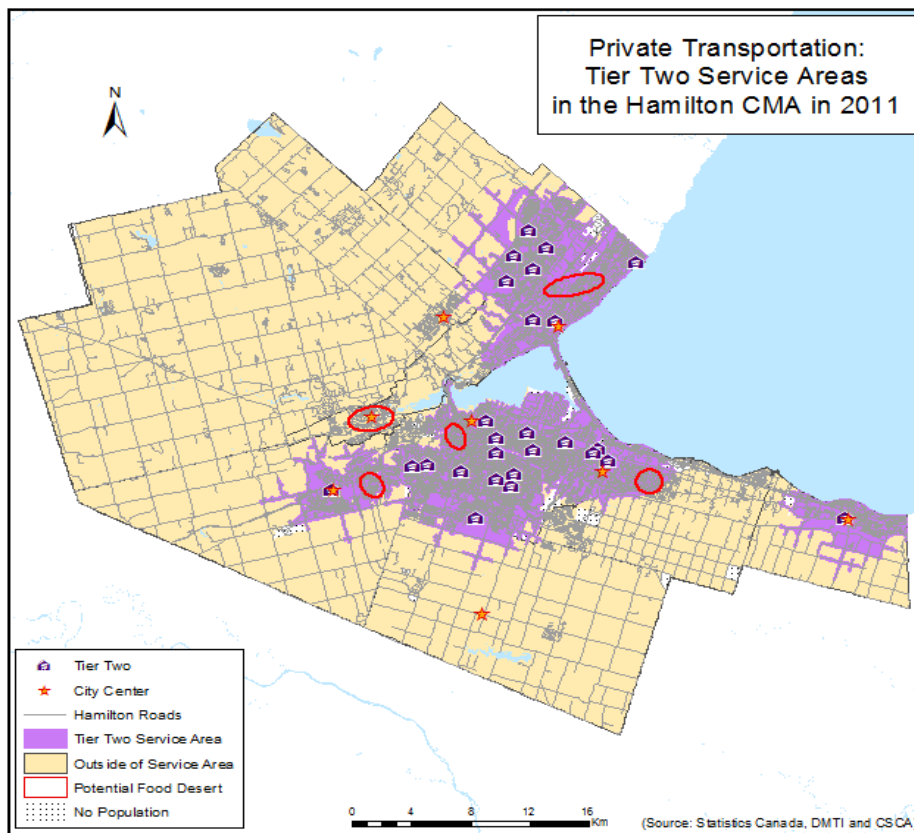 Private Transportation:
Tier Two Service Areas
in the Hamilton CMA in 2011
N
Tier Two
City Center
Hamilton Roads
Tier Two Service Area
Outside of Service Area
Potential Food Desert
No Population
0 2 4 8 12 16
Km
(Source: Statistics Canada, DMTI and CSCA